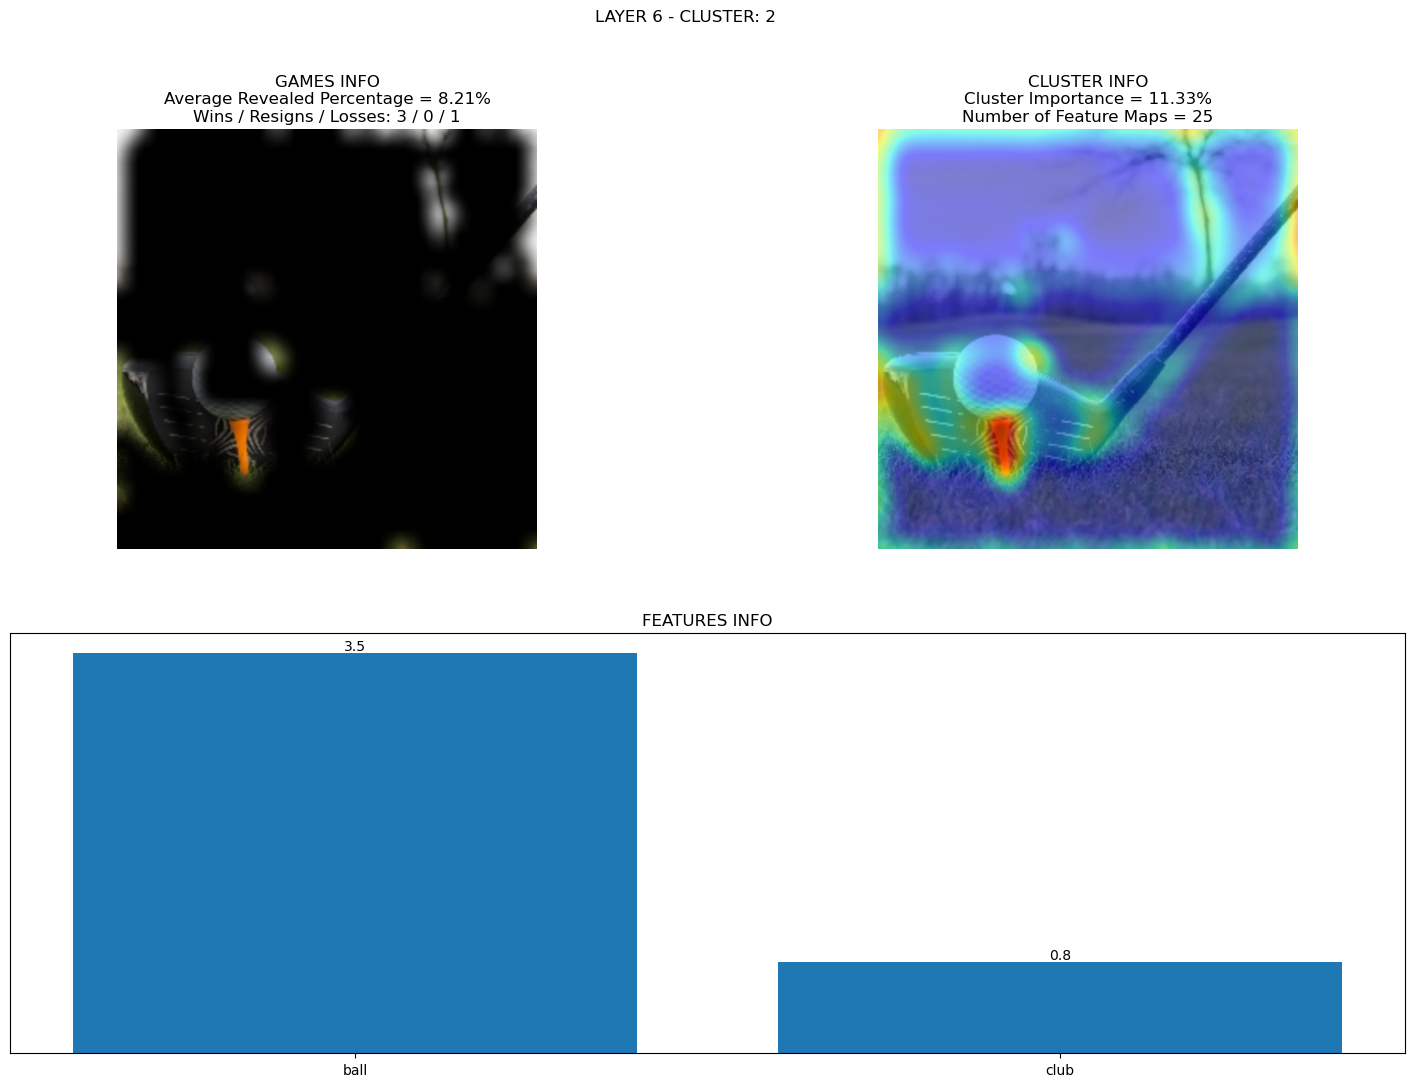 LAYER 6 - CLUSTER: 2
GAMES INFO
Average Revealed Percentage = 8.21%
Wins / Resigns / Losses: 3 / 0 / 1
CLUSTER INFO
Cluster Importance = 11.33%
Number of Feature Maps = 25
FEATURES INFO
3.5
0.8
ball
club